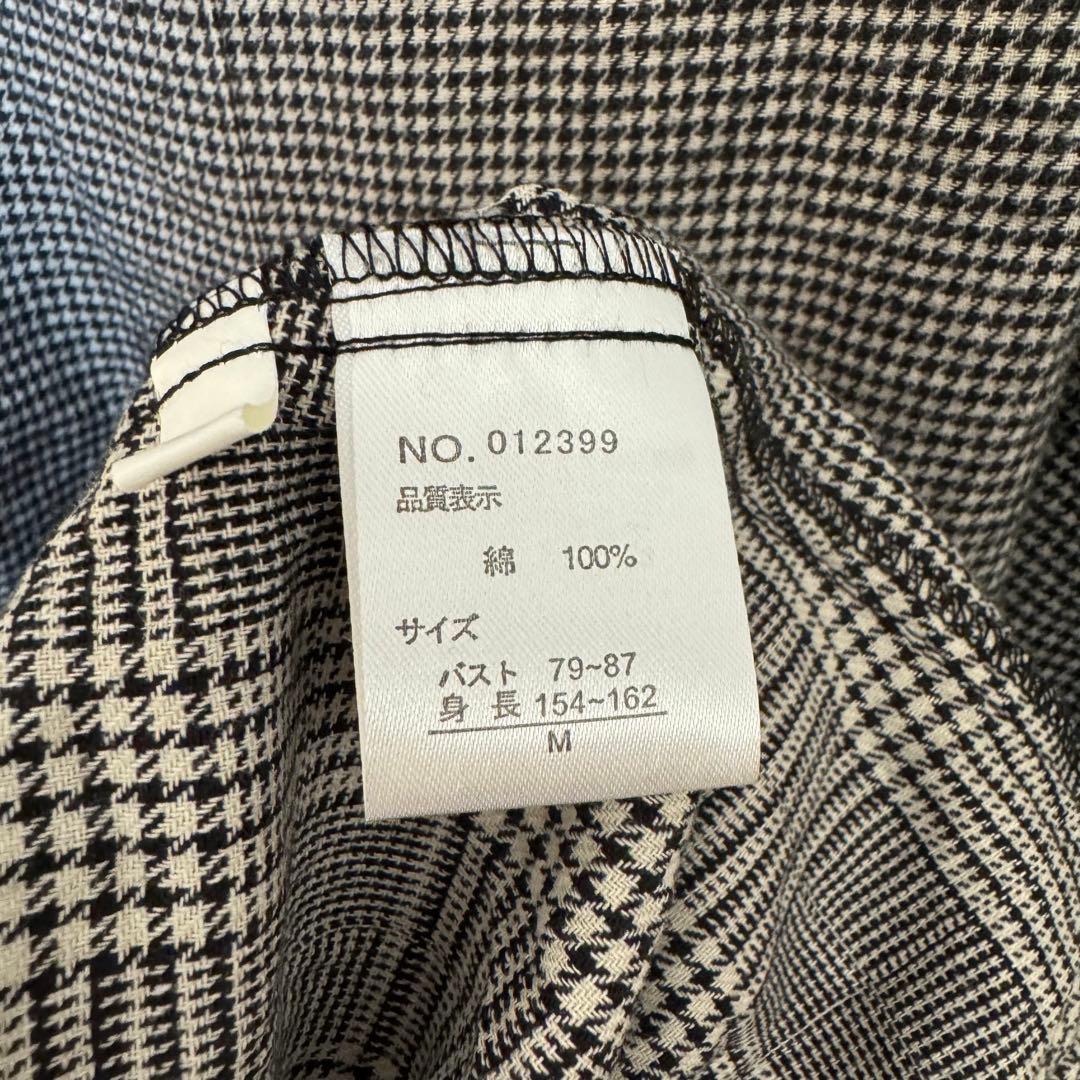 NO. 012399
品質表示
綿 100%
サイズ
バスト 79~87
身長 154~162
M